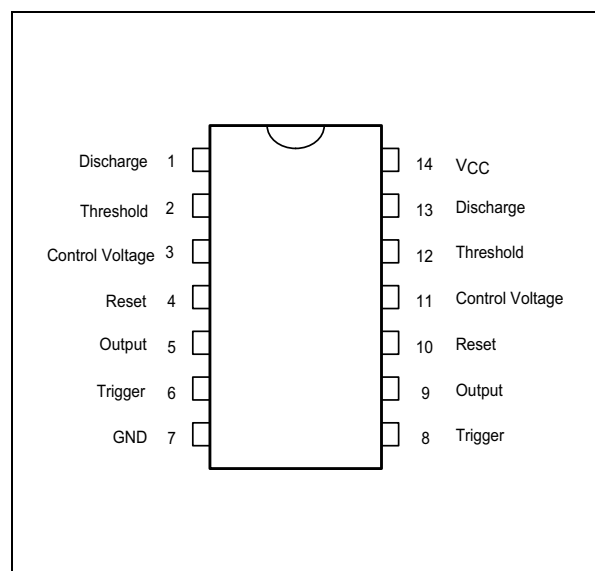 Discharge 1
Threshold 2
Control Voltage 3
Reset 4
Output 5
Trigger 6
GND 7
14 VCC
13 Discharge
12 Threshold
11 Control Voltage
10 Reset
9 Output
8 Trigger